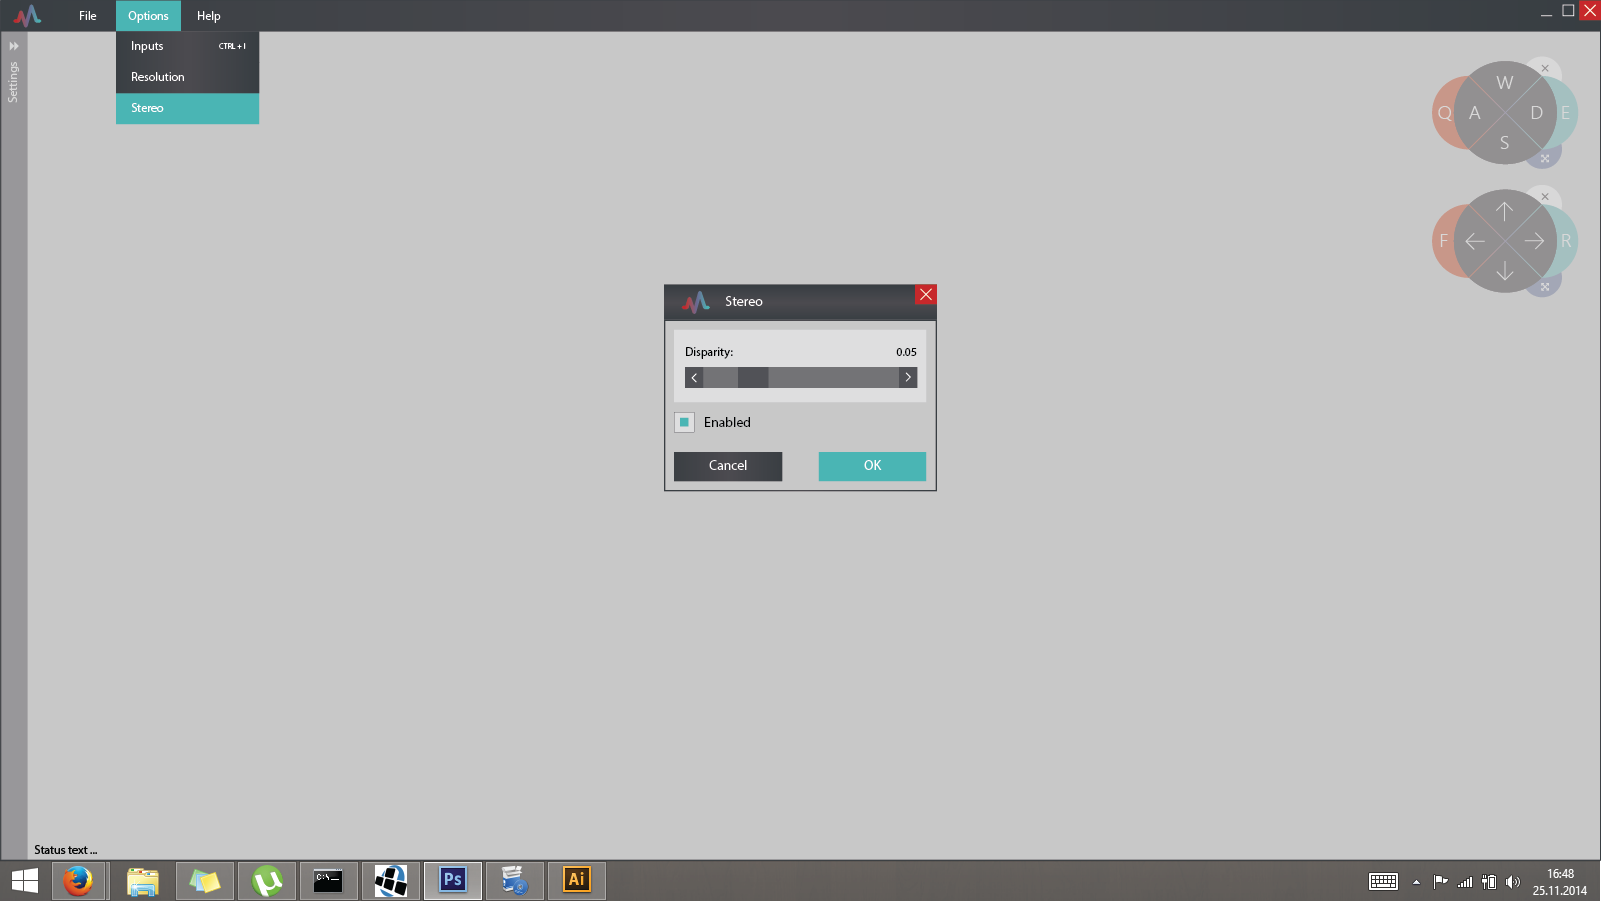 File Options Help
Inputs CTRL + I
Resolution
Stereo
Settings
W
Q A D E
S
F R
Stereo
Disparity: 0.05
Enabled
Cancel OK
Status text ...
C:\._
Ps
Ai
16:48
25.11.2014